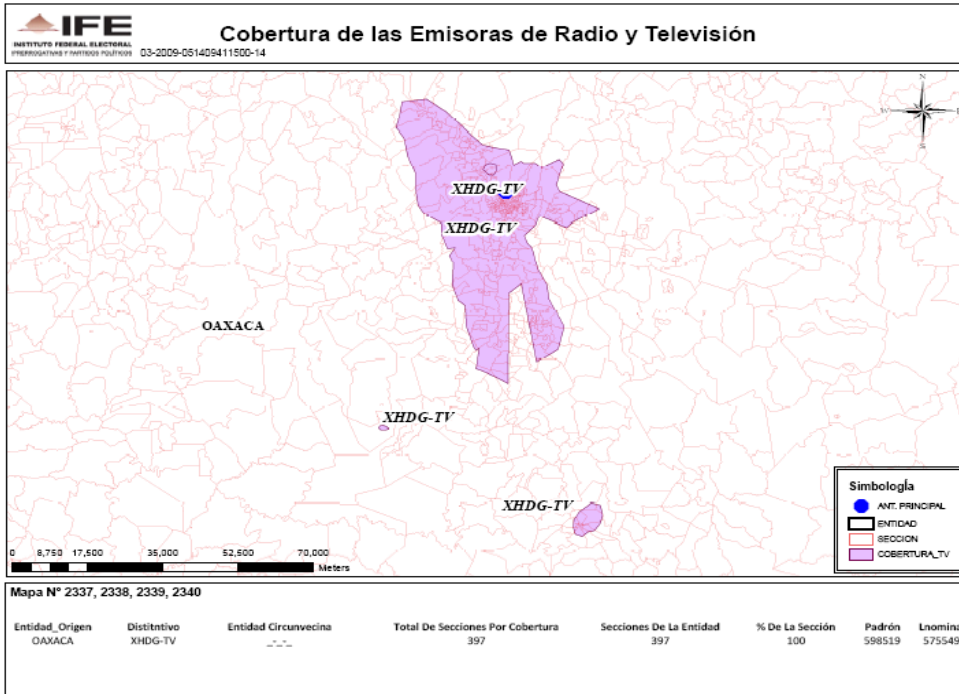 IFE
INSTITUTO FEDERAL ELECTORAL
PRERROGATIVAS Y PARTIDOS POLÍTICOS
03-2009-051409411500-14
Cobertura de las Emisoras de Radio y Televisión
N
W
E
S
XHDG-TV
XHDG-TV
OAXACA
XHDG-TV
XHDG-TV
Simbología
ANT. PRINCIPAL
ENTIDAD
SECCION
COBERTURA_TV
0 8,750 17,500 35,000 52,500 70,000
Meters
Mapa N° 2337, 2338, 2339, 2340
Entidad_Origen Distitntivo Entidad Circunvecina Total De Secciones Por Cobertura Secciones De La Entidad % De La Sección Padrón Lnomina
OAXACA XHDG-TV _-_-_ 397 397 100 598519 575549